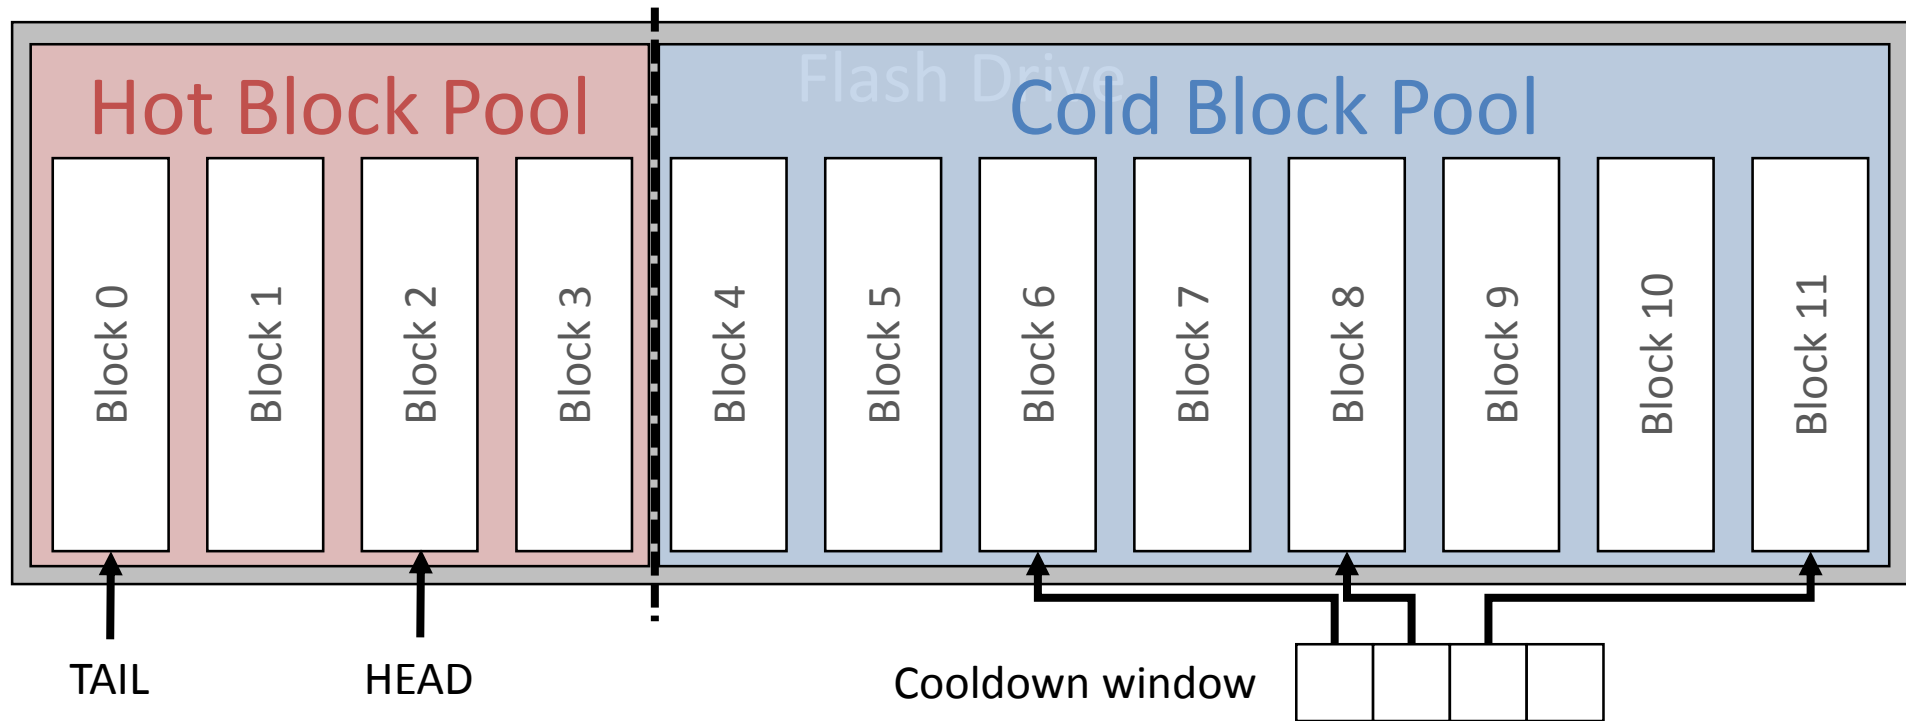 Flash Drive
Hot Block Pool
Cold Block Pool
Block 0
Block 1
Block 2
Block 3
Block 4
Block 5
Block 6
Block 7
Block 8
Block 9
Block 10
Block 11
TAIL
HEAD
Cooldown window